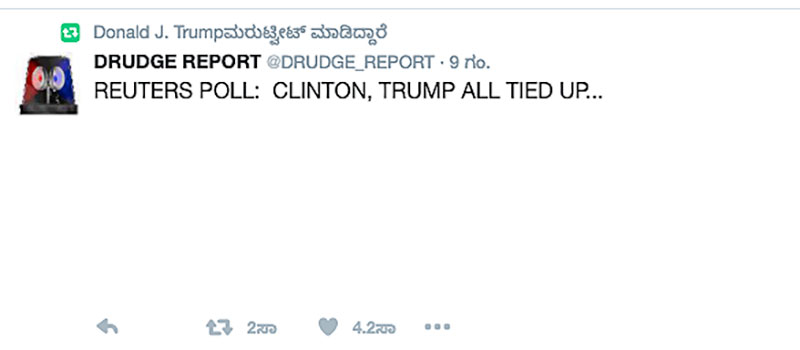 Donald J. Trumpಮರುಟ್ವೀಟ್ ಮಾಡಿದ್ದಾರೆ
DRUDGE REPORT @DRUDGE_REPORT · 9 ಗಂ.
REUTERS POLL: CLINTON, TRUMP ALL TIED UP...
2ಸಾ 4.2ಸಾ